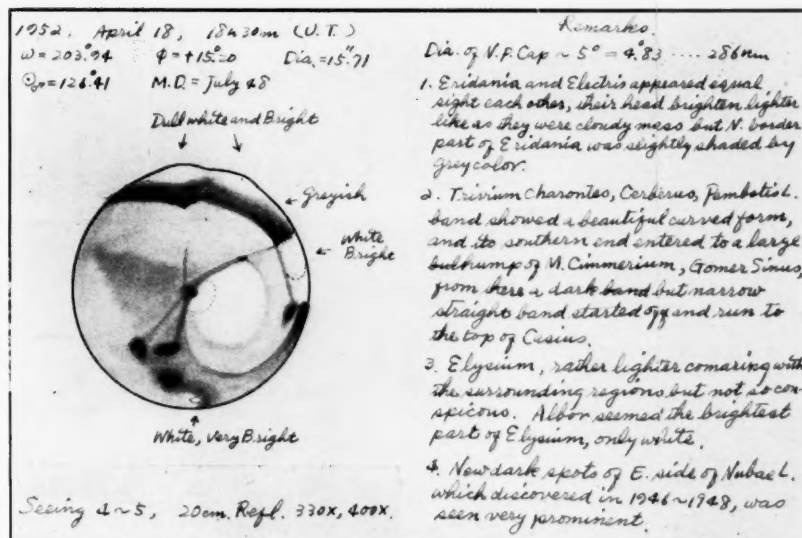 1952. April 18, 18h30m (U.T.)
ω = 203°.94 Φ = +15°.0 Dia. = 15".71
M.D. = July 48
Dull white and Bright
Greyish
White
Bright
White, Very Bright
Seeing 4~5, 20cm. Refl. 330x, 400x.
Remarks.
Dia. of V.P. Cap ~ 5° = 4°.83 ..... 286
1. Eridania and Electris appeared equal
sight each other, their head brighten lighter
like as they were cloudy mass but N. border
part of Eridania was slightly shaded by
grey color.
2. Trivium Charontes, Cerberus, Pambotis L.
band showed a beautiful curved form,
and its southern end entered to a large
hump of M. Cimmerium, Gomer Sinus,
from here a dark band but narrow
straight band started off and run to
the top of Casius.
3. Elysium, rather lighter comaring with
the surrounding regions but not so con-
spicous. Albor seemed the brightest
part of Elysium, only white.
4. New dark spots of E. side of Nubae L.
which discovered in 1946~1948, was
seen very prominent.